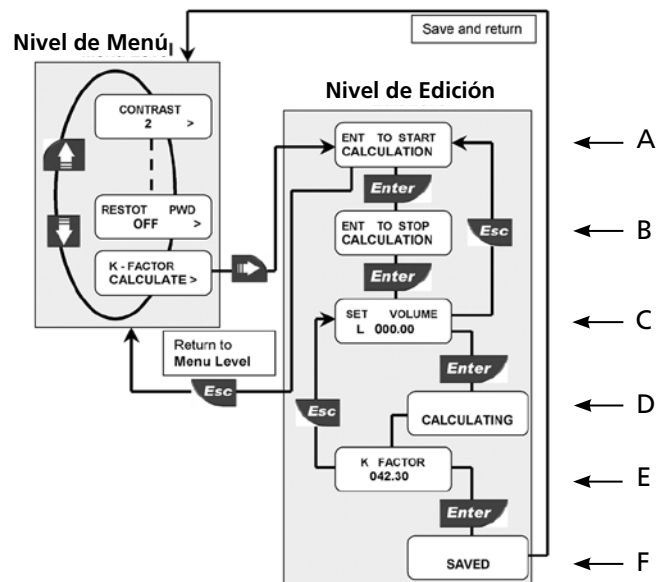 Save and return
Nivel de Menú
Nivel de Edición
CONTRAST
2 >
RESTOT PWD
OFF >
K - FACTOR
CALCULATE >
ENT TO START
CALCULATION
A
Enter
ENT TO STOP
CALCULATION
B
Esc
Enter
SET VOLUME
L 000.00
C
Return to
Menu Level
Esc
Esc
Enter
CALCULATING
D
K FACTOR
042.30
E
Enter
SAVED
F